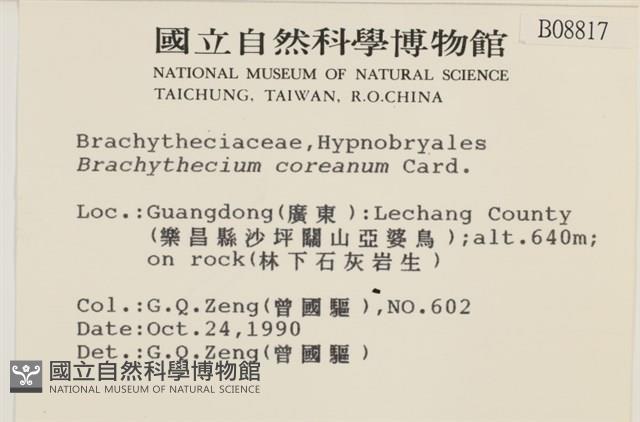 B08817
國立自然科學博物館
NATIONAL MUSEUM OF NATURAL SCIENCE
TAICHUNG, TAIWAN, R.O.CHINA
Brachytheciaceae,Hypnobryales
Brachythecium coreanum Card.
Loc.:Guangdong(廣東):Lechang County
(樂昌縣沙坪關山亞婆鳥);alt.640m;
on rock(林下石灰岩生)
Col.:G.Q.Zeng(曾國驅),NO.602
Date:Oct.24,1990
Det.:G.Q.Zeng(曾國驅)
國立自然科學博物館
NATIONAL MUSEUM OF NATURAL SCIENCE